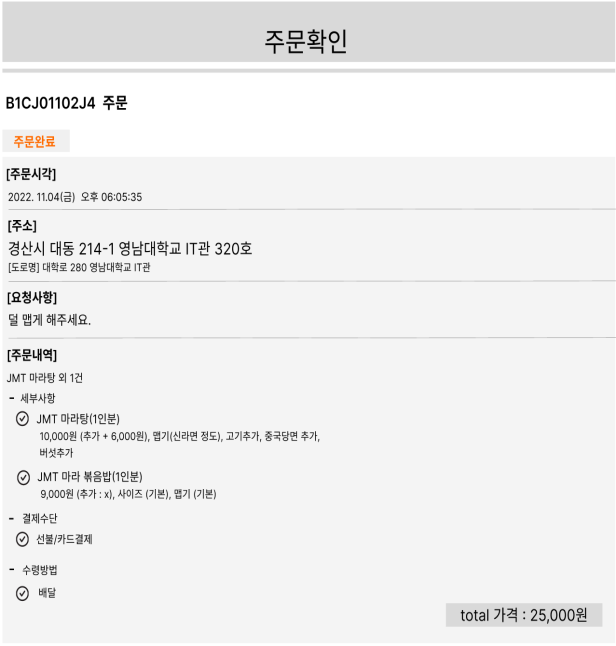 주문확인
B1CJ01102J4 주문
주문완료
[주문시각]
2022. 11.04(금) 오후 06:05:35
[주소]
경산시 대동 214-1 영남대학교 IT관 320호
[도로명] 대학로 280 영남대학교 IT관
[요청사항]
덜 맵게 해주세요.
[주문내역]
JMT 마라탕 외 1건
- 세부사항
JMT 마라탕(1인분)
10,000원 (추가 + 6,000원), 맵기(신라면 정도), 고기추가, 중국당면 추가,
버섯추가
JMT 마라 볶음밥(1인분)
9,000원 (추가 : x), 사이즈 (기본), 맵기 (기본)
- 결제수단
선불/카드결제
- 수령방법
배달
total 가격 : 25,000원